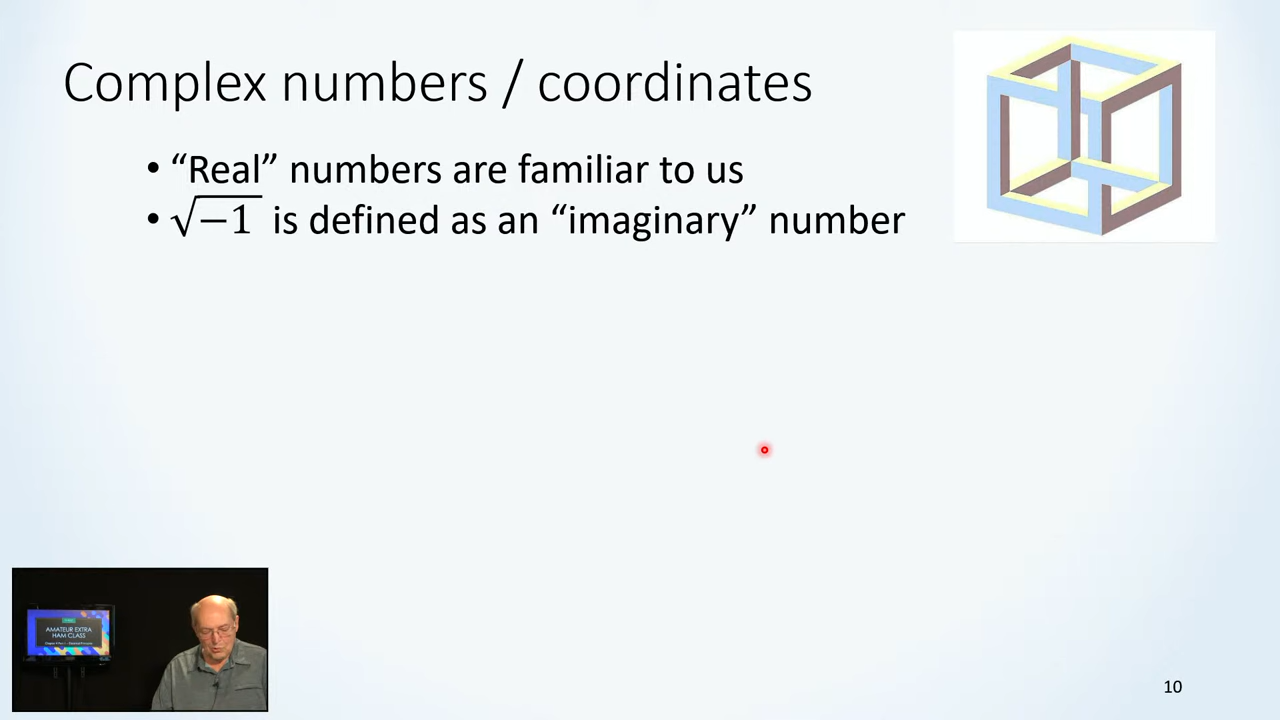 Complex numbers / coordinates
• “Real” numbers are familiar to us
• √−1 is defined as an “imaginary” number
AMATEUR EXTRA
HAM CLASS
10